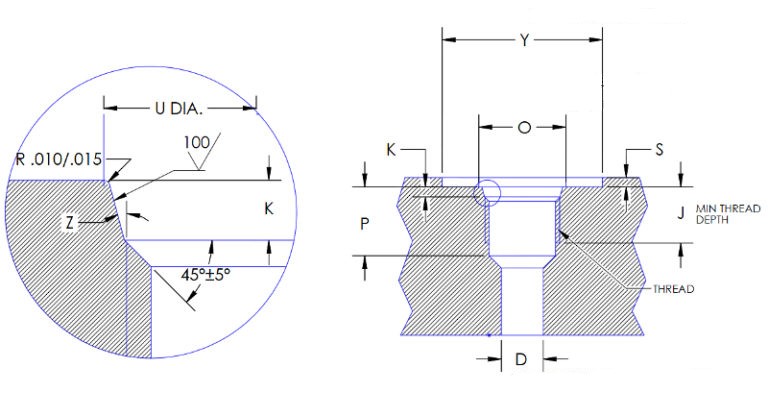 U DIA.
100
R .010/.015
Z
K
45°±5°
Y
O
K
S
P
J
MIN THREAD
DEPTH
THREAD
D